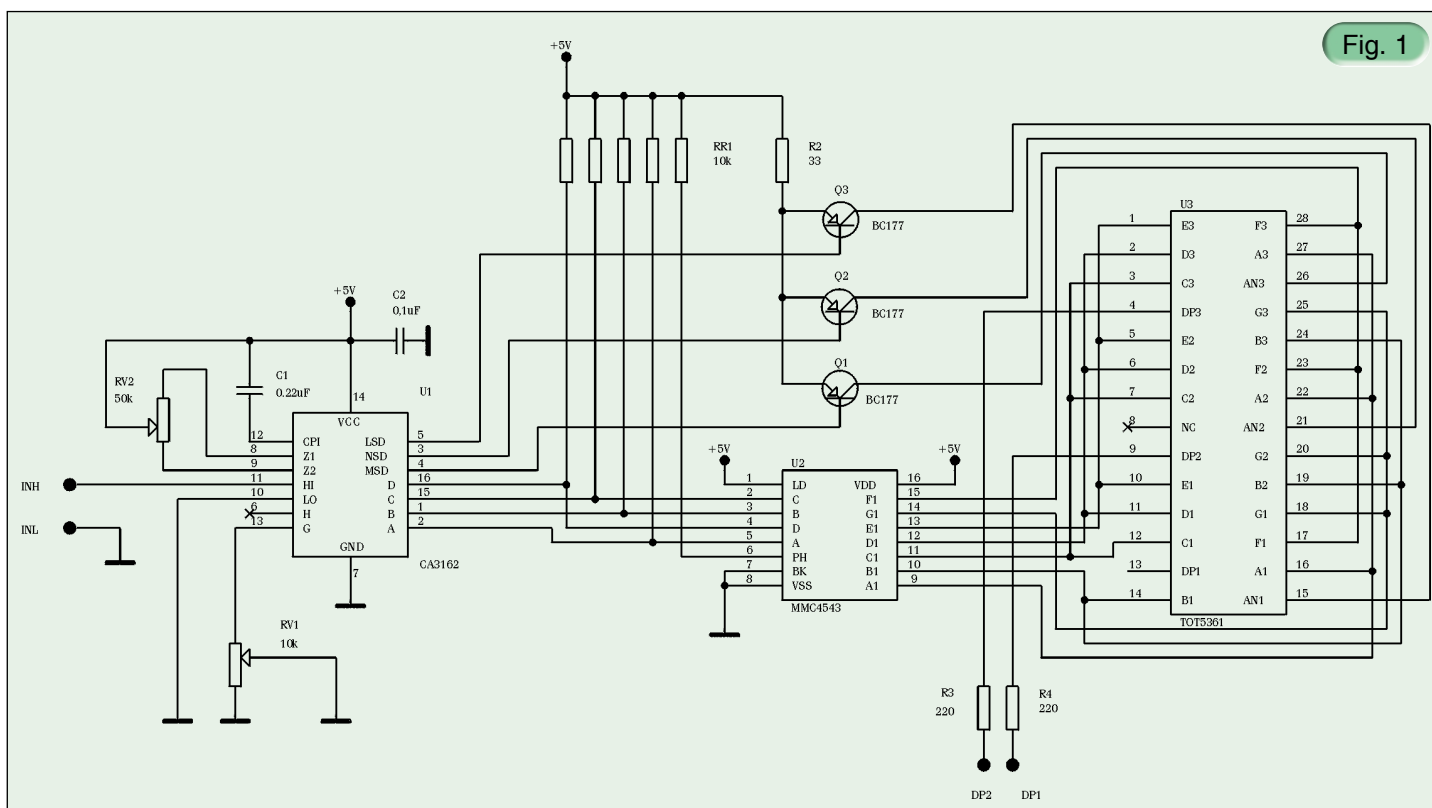 Fig. 1
+5V
RR1
10k
R2
33
Q3
BC177
Q2
BC177
Q1
BC177
+5V
C2
0,1uF
C1
0.22uF
RV2
50k
U1
14
VCC
12 CPI LSD 5
8 Z1 NSD 3
9 Z2 MSD 4
11 HI D 16
10 LO C 15
6 H B 1
13 G A 2
GND
7
CA3162
INH
INL
RV1
10k
+5V
+5V
U2
1 LD VDD 16
2 C F1 15
3 B G1 14
4 D E1 13
5 A D1 12
6 PH C1 11
7 BK B1 10
8 VSS A1 9
MMC4543
U3
1 E3 F3 28
2 D3 A3 27
3 C3 AN3 26
4 DP3 G3 25
5 E2 B3 24
6 D2 F2 23
7 C2 A2 22
8 NC AN2 21
9 DP2 G2 20
10 E1 B2 19
11 D1 G1 18
12 C1 F1 17
13 DP1 A1 16
14 B1 AN1 15
TOT5361
R3
220
R4
220
DP2 DP1